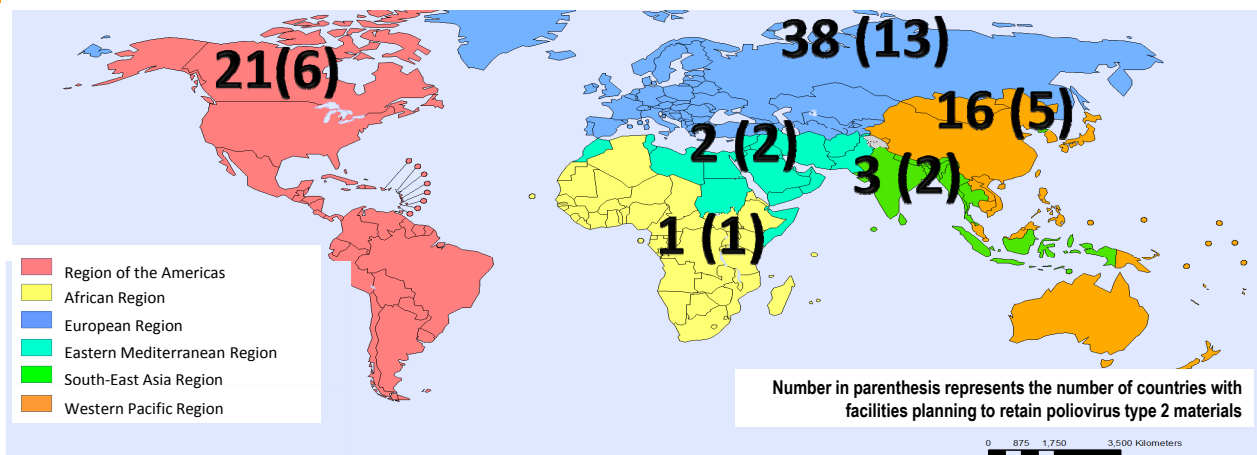 38 (13)
21(6)
16 (5)
2 (2)
3 (2)
1 (1)
Region of the Americas
African Region
European Region
Eastern Mediterranean Region
South-East Asia Region
Western Pacific Region
Number in parenthesis represents the number of countries with
facilities planning to retain poliovirus type 2 materials
0 875 1,750 3,500 Kilometers